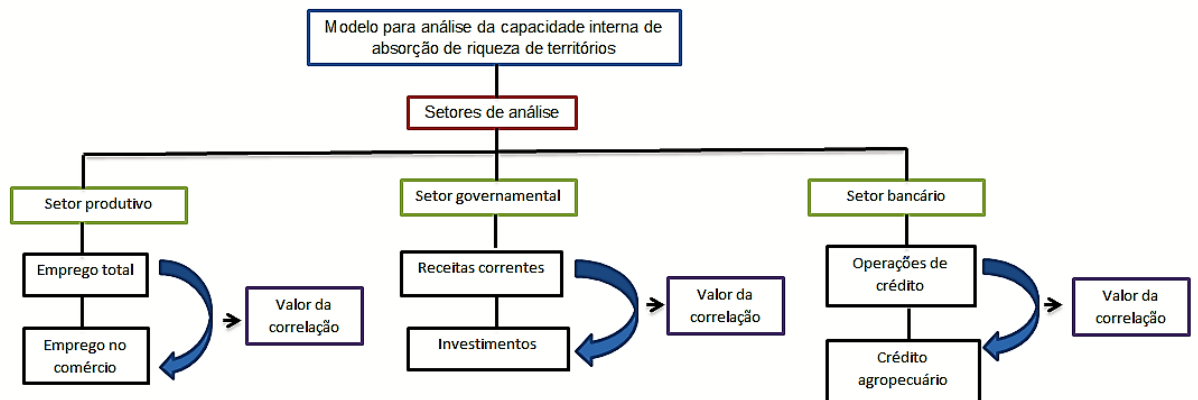 Modelo para análise da capacidade interna de
absorção de riqueza de territórios
Setores de análise
Setor produtivo
Setor governamental
Setor bancário
Emprego total
Emprego no
comércio
Valor da
correlação
Receitas correntes
Investimentos
Valor da
correlação
Operações de
crédito
Crédito
agropecuário
Valor da
correlação